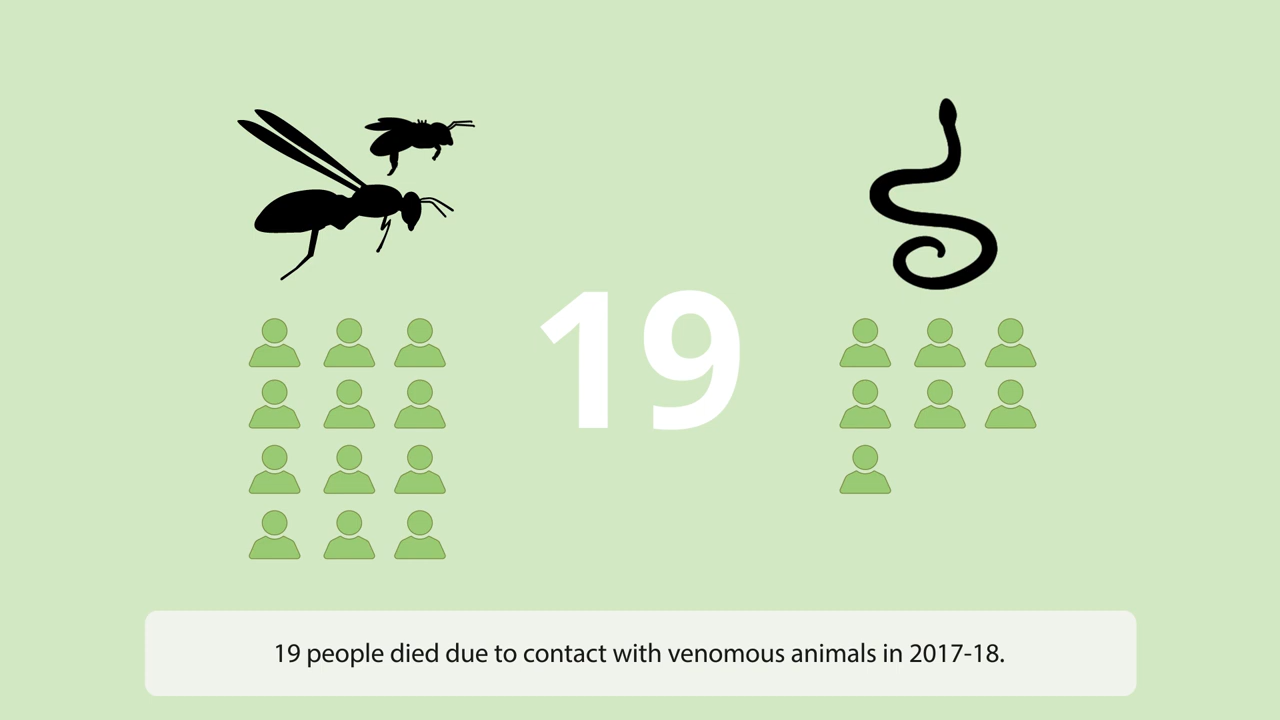 19
19 people died due to contact with venomous animals in 2017-18.